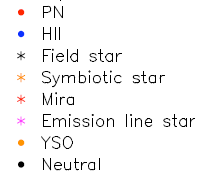 PN
HII
Field star
Symbiotic star
Mira
Emission line star
YSO
Neutral